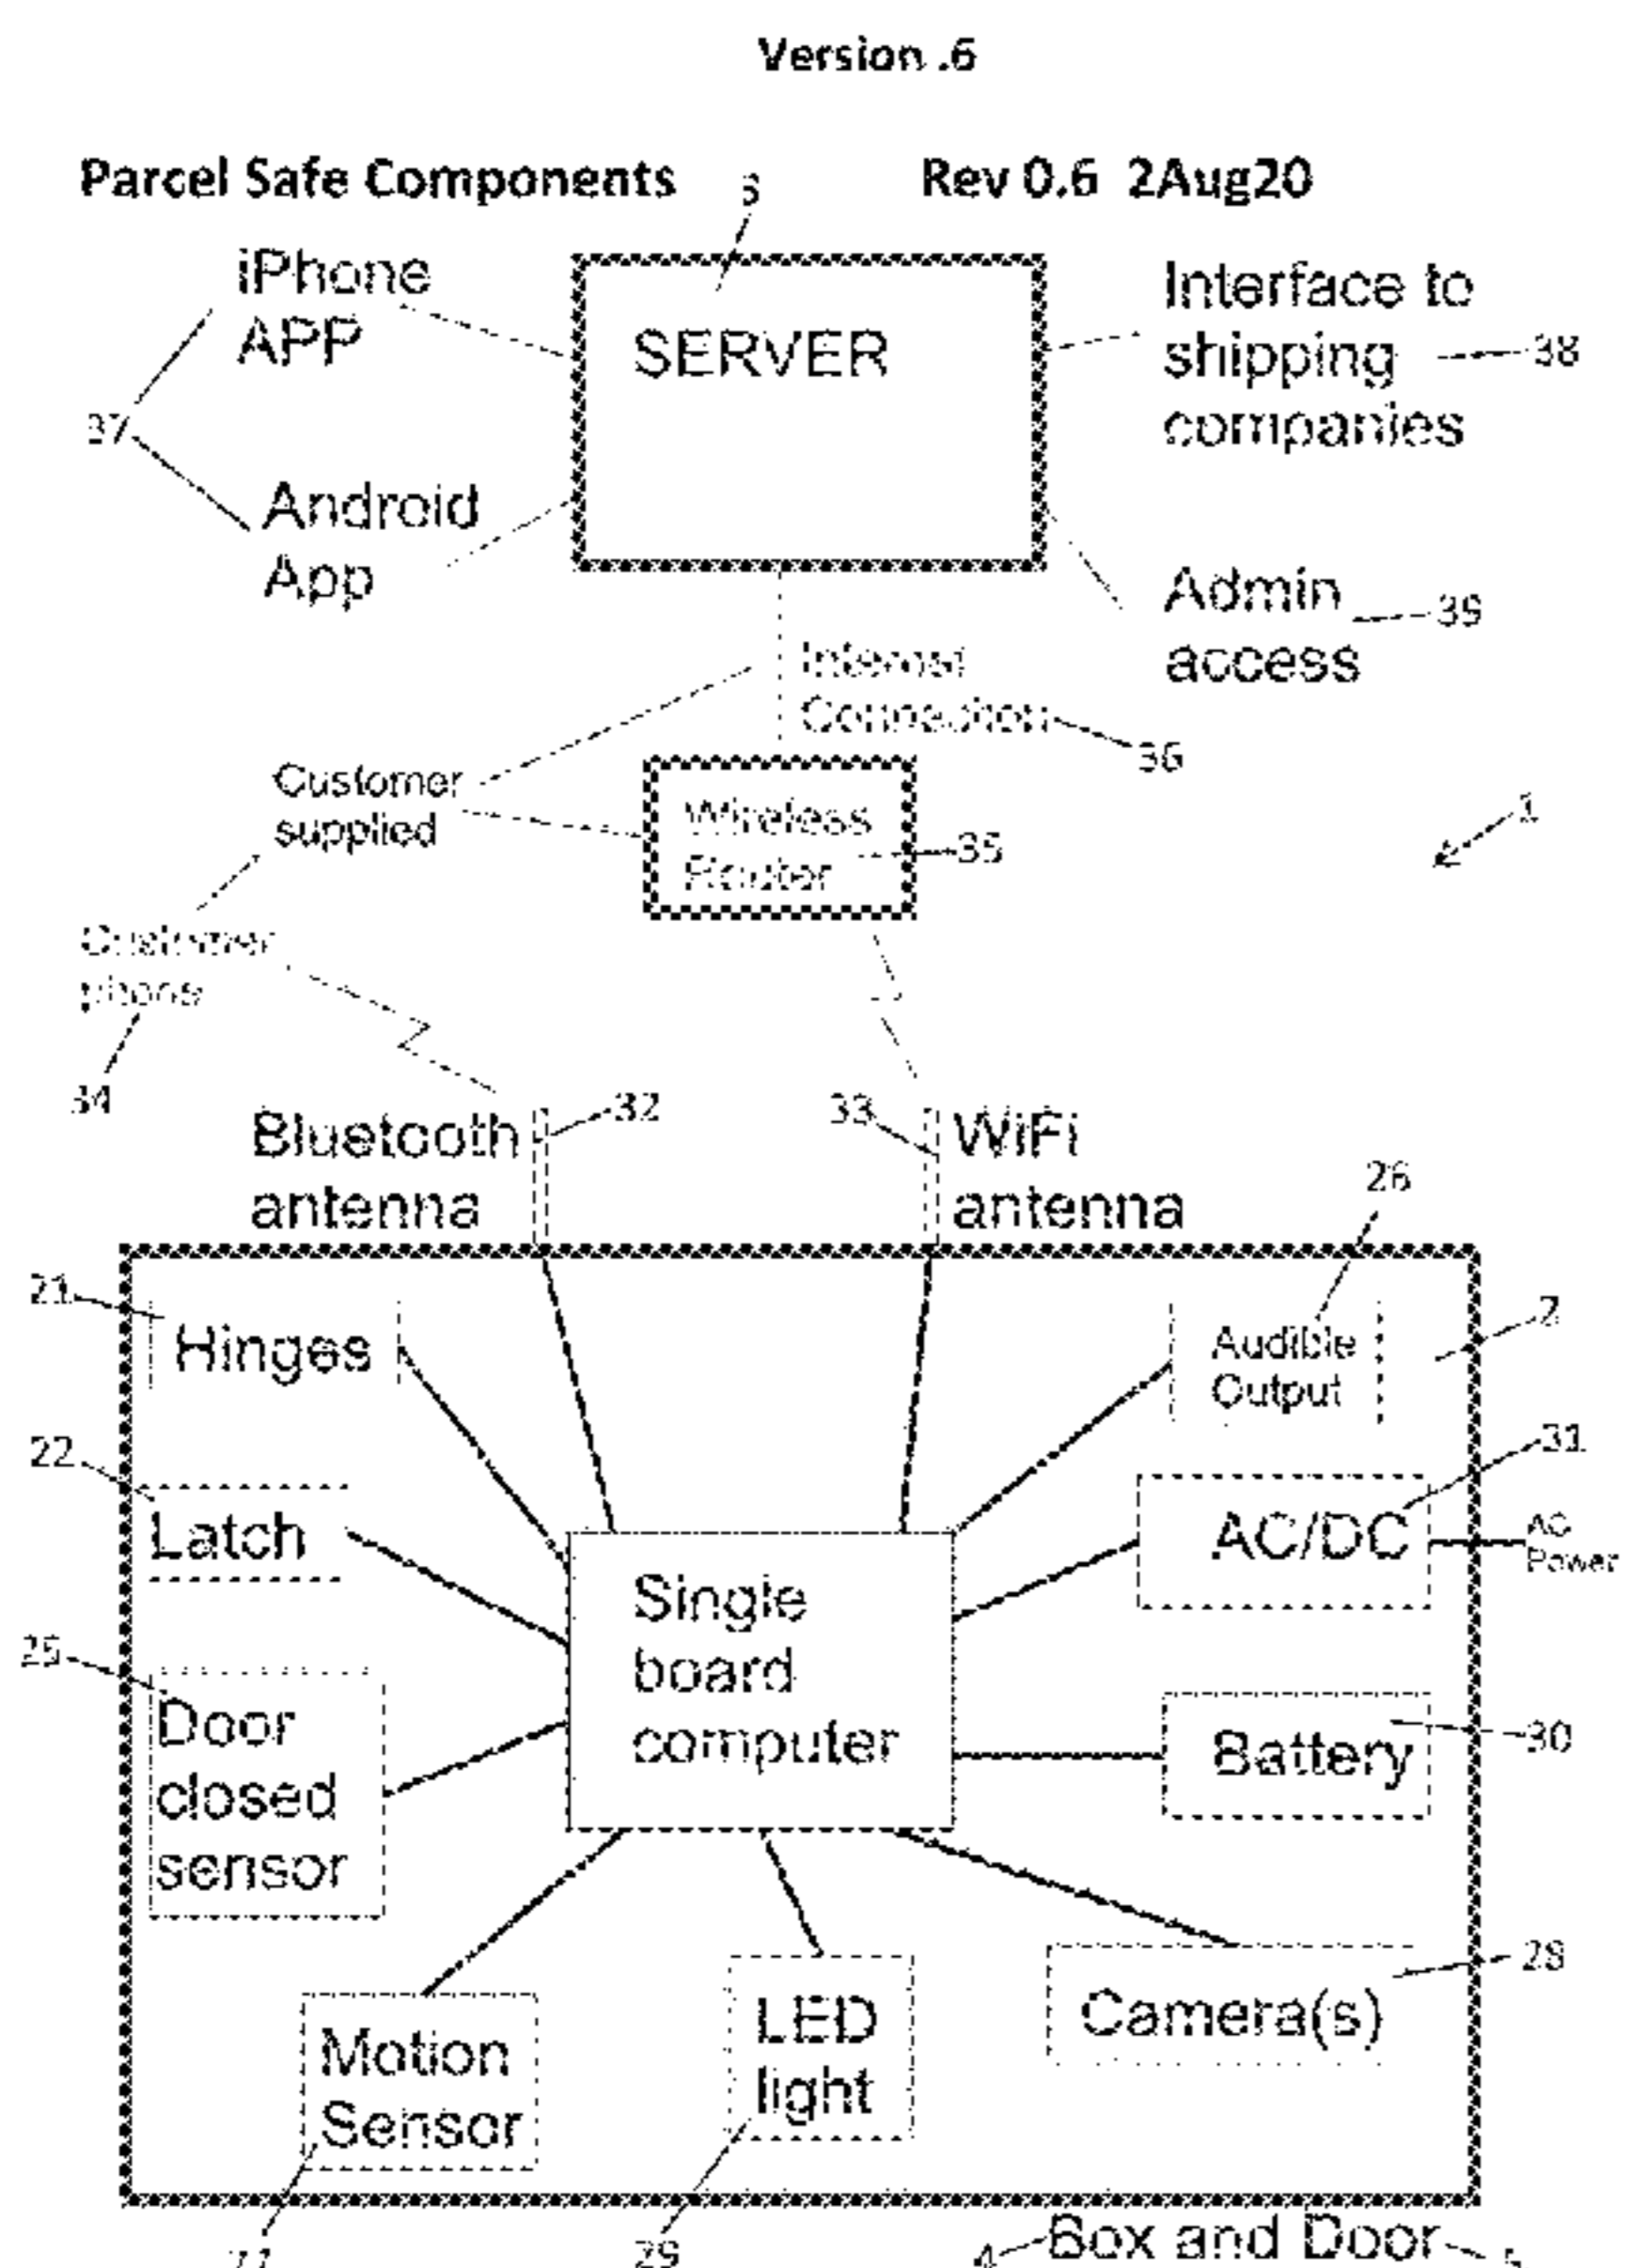 Version .6
Parcel Safe Components
Rev 0.6 2Aug20
iPhone
APP
SERVER
Interface to
shipping
companies
38
37
Android
App
Admin
access
39
Internet
Connection
36
Customer
supplied
Wireless
Router
35
1
Customer
phone
34
Bluetooth
antenna
32
33
WiFi
antenna
26
21
Hinges
Audible
Output
2
22
Latch
31
AC/DC
AC
Power
Single
board
computer
25
Door
closed
sensor
Battery
30
28
Camera(s)
LED
light
Motion
Sensor
29
4
Box and Door